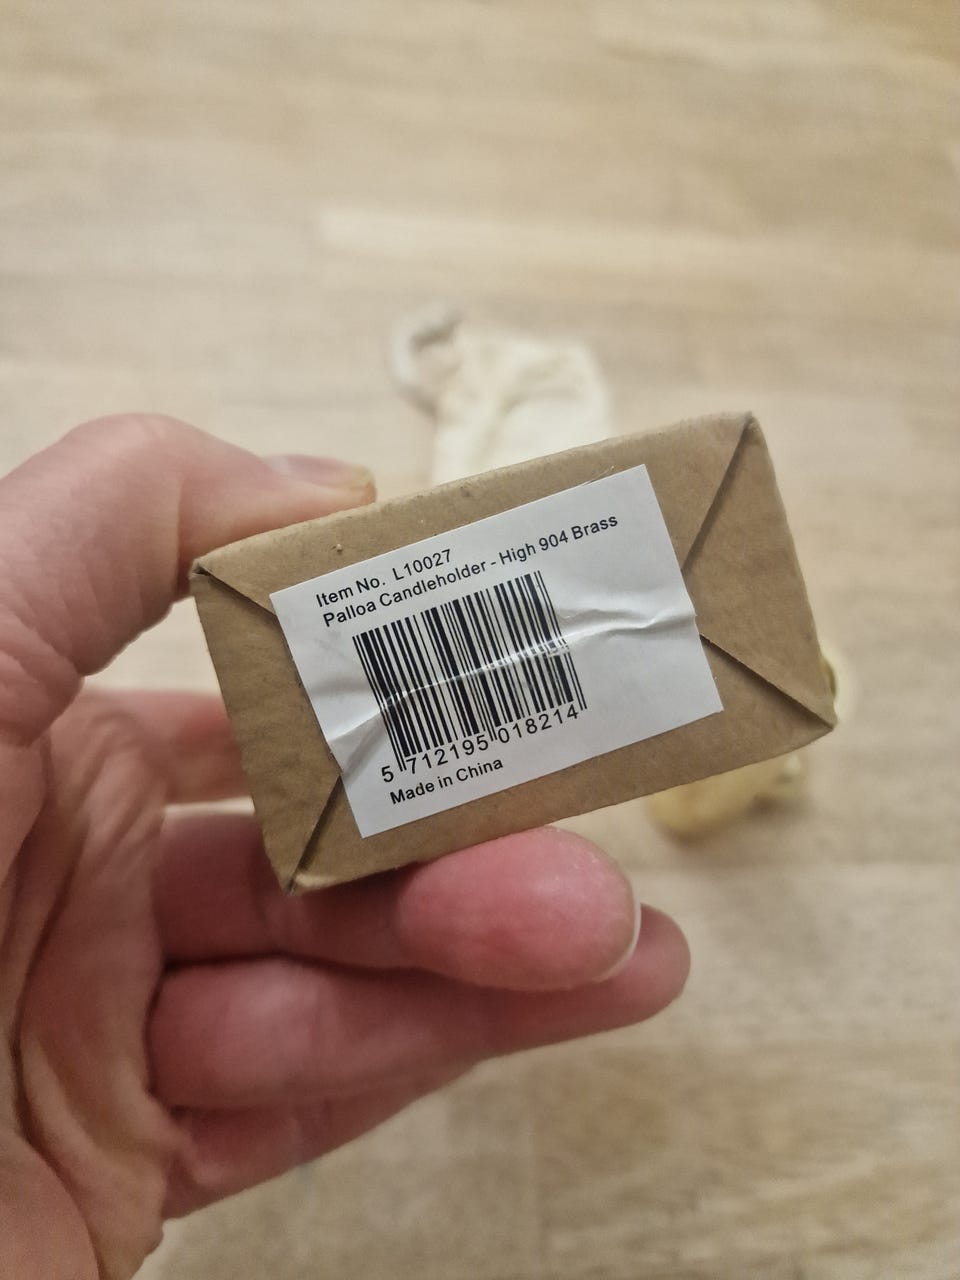 Item No. L10027
Palloa Candleholder - High 904 Brass
5 712195 018214
Made in China